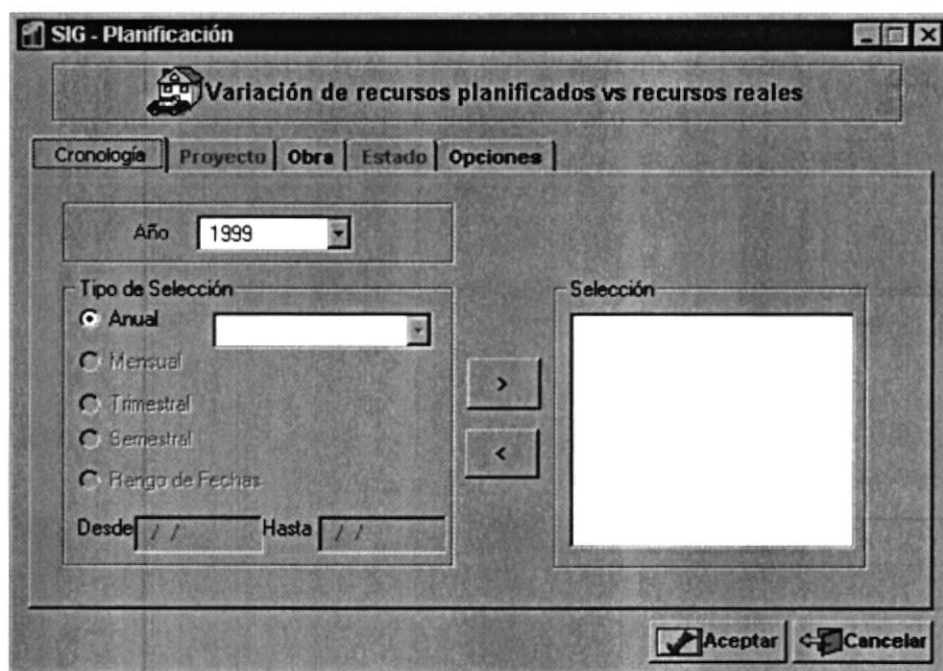 SIG - Planificación
Variación de recursos planificados vs recursos reales
Cronología Proyecto Obra Estado Opciones
Año 1999
Tipo de Selección
Anual
Mensual
Trimestral
Semestral
Rango de Fechas
Desde / / Hasta / /
>
<
Selección
Aceptar Cancelar